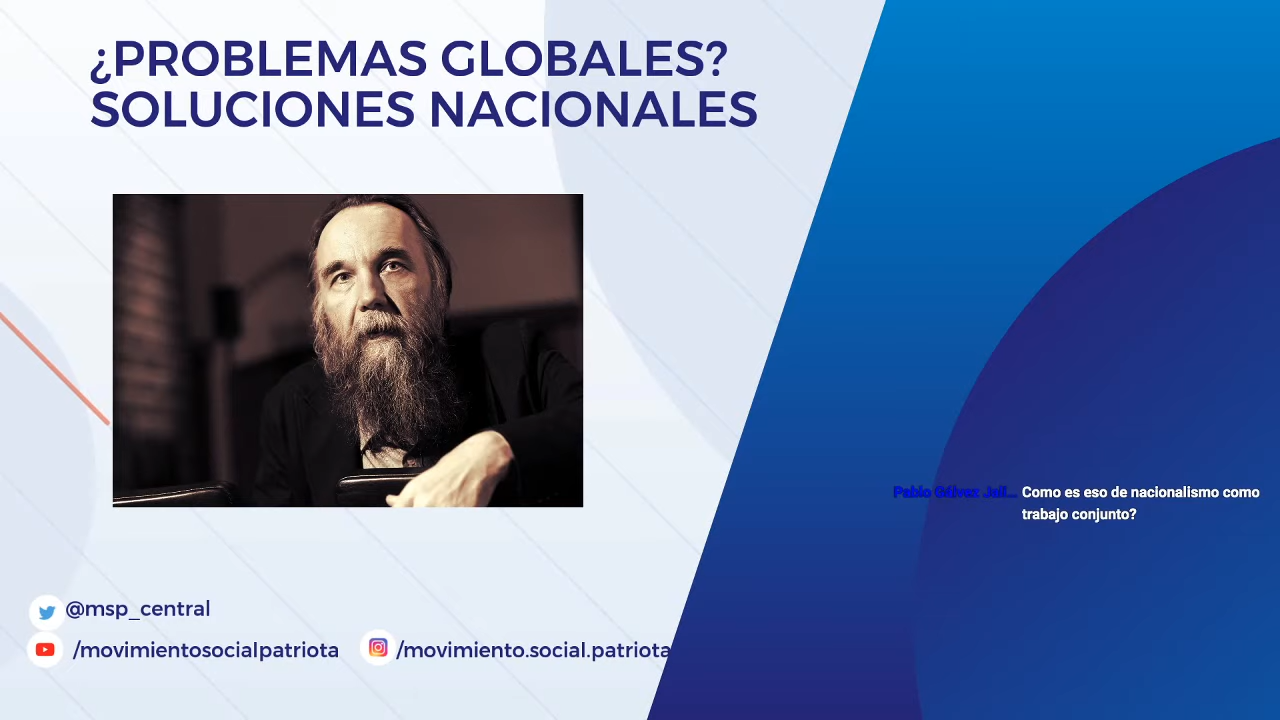 ¿PROBLEMAS GLOBALES?
SOLUCIONES NACIONALES
Como es eso de nacionalismo como
trabajo conjunto?
@msp_central
/movimientosocialpatriota
/movimiento.social.patriota